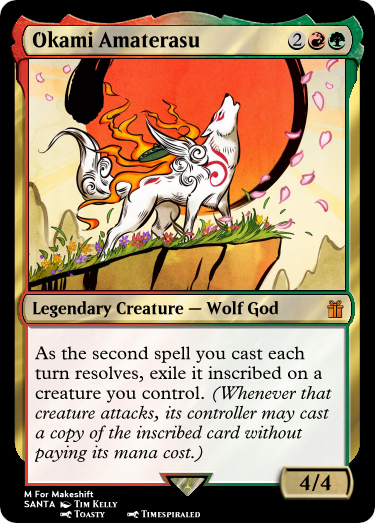 Okami Amaterasu 2
Legendary Creature — Wolf God
As the second spell you cast each
turn resolves, exile it inscribed on a
creature you control. (Whenever that
creature attacks, its controller may cast
a copy of the inscribed card without
paying its mana cost.)
4/4
M For Makeshift
SANTA Tim Kelly
Toasty Timespiraled